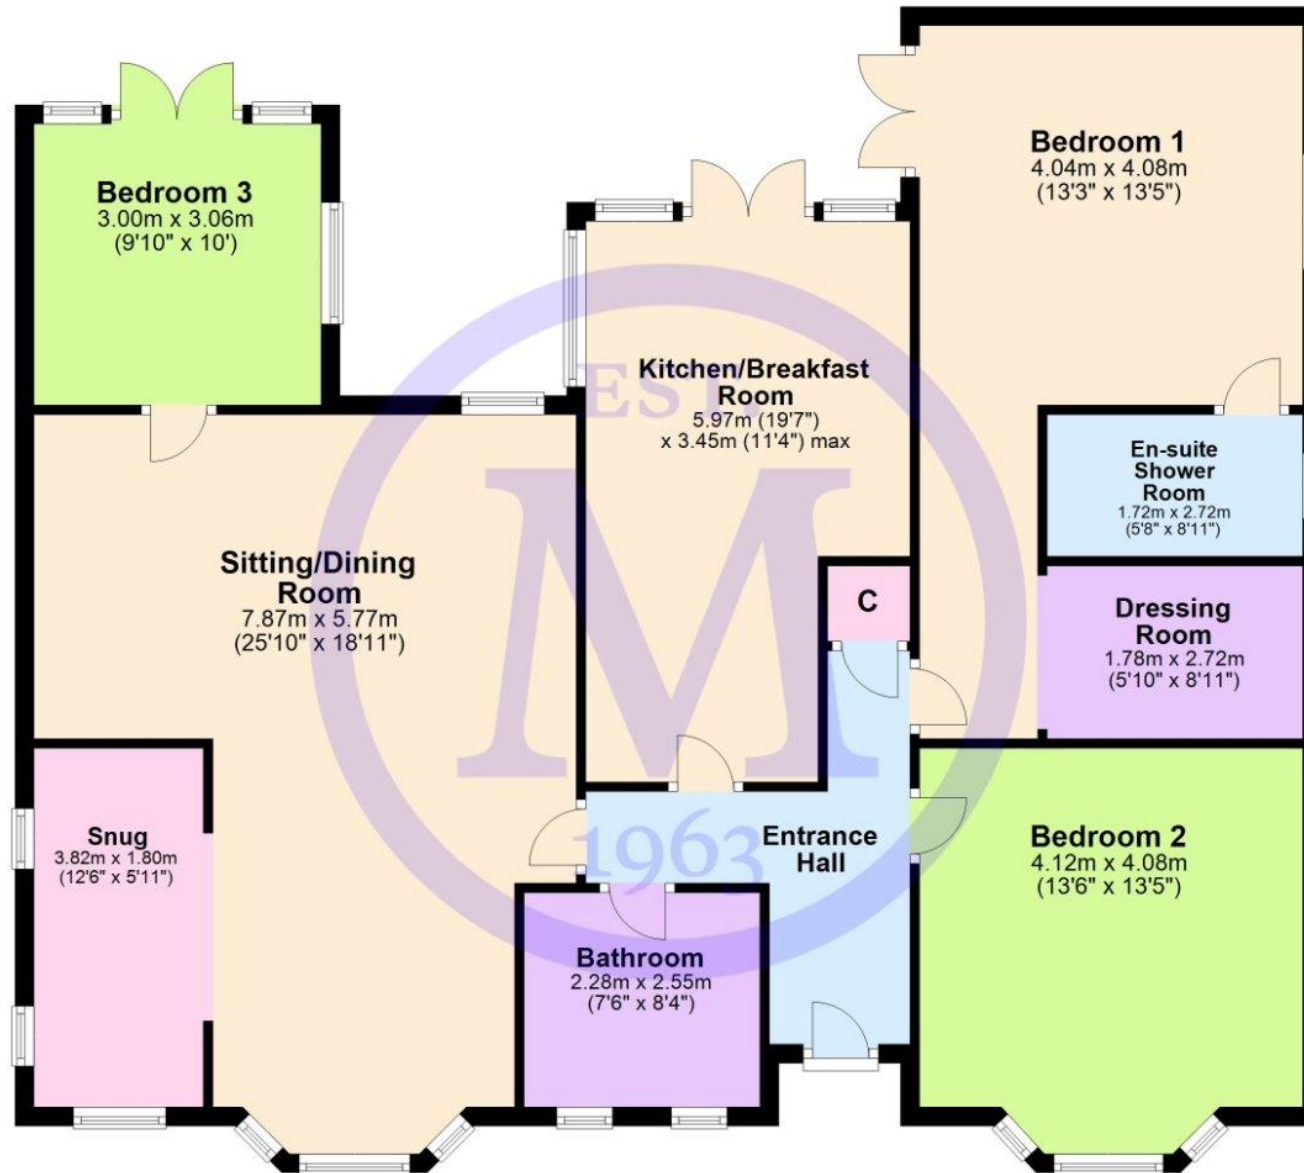 Bedroom 3
3.00m x 3.06m
(9'10" x 10')
Bedroom 1
4.04m x 4.08m
(13'3" x 13'5")
Kitchen/Breakfast
Room
5.97m (19'7")
x 3.45m (11'4") max
EST.
En-suite
Shower
Room
1.72m x 2.72m
(5'8" x 8'11")
Sitting/Dining
Room
7.87m x 5.77m
(25'10" x 18'11")
M
C
Dressing
Room
1.78m x 2.72m
(5'10" x 8'11")
Snug
3.82m x 1.80m
(12'6" x 5'11")
1963
Entrance
Hall
Bedroom 2
4.12m x 4.08m
(13'6" x 13'5")
Bathroom
2.28m x 2.55m
(7'6" x 8'4")